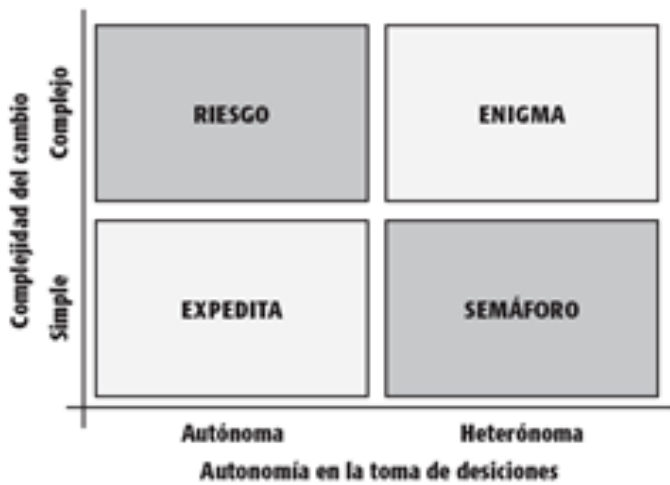 Complejidad del cambio
Complejo
Simple
RIESGO
ENIGMA
EXPEDITA
SEMÁFORO
Autónoma
Heterónoma
Autonomía en la toma de desiciones